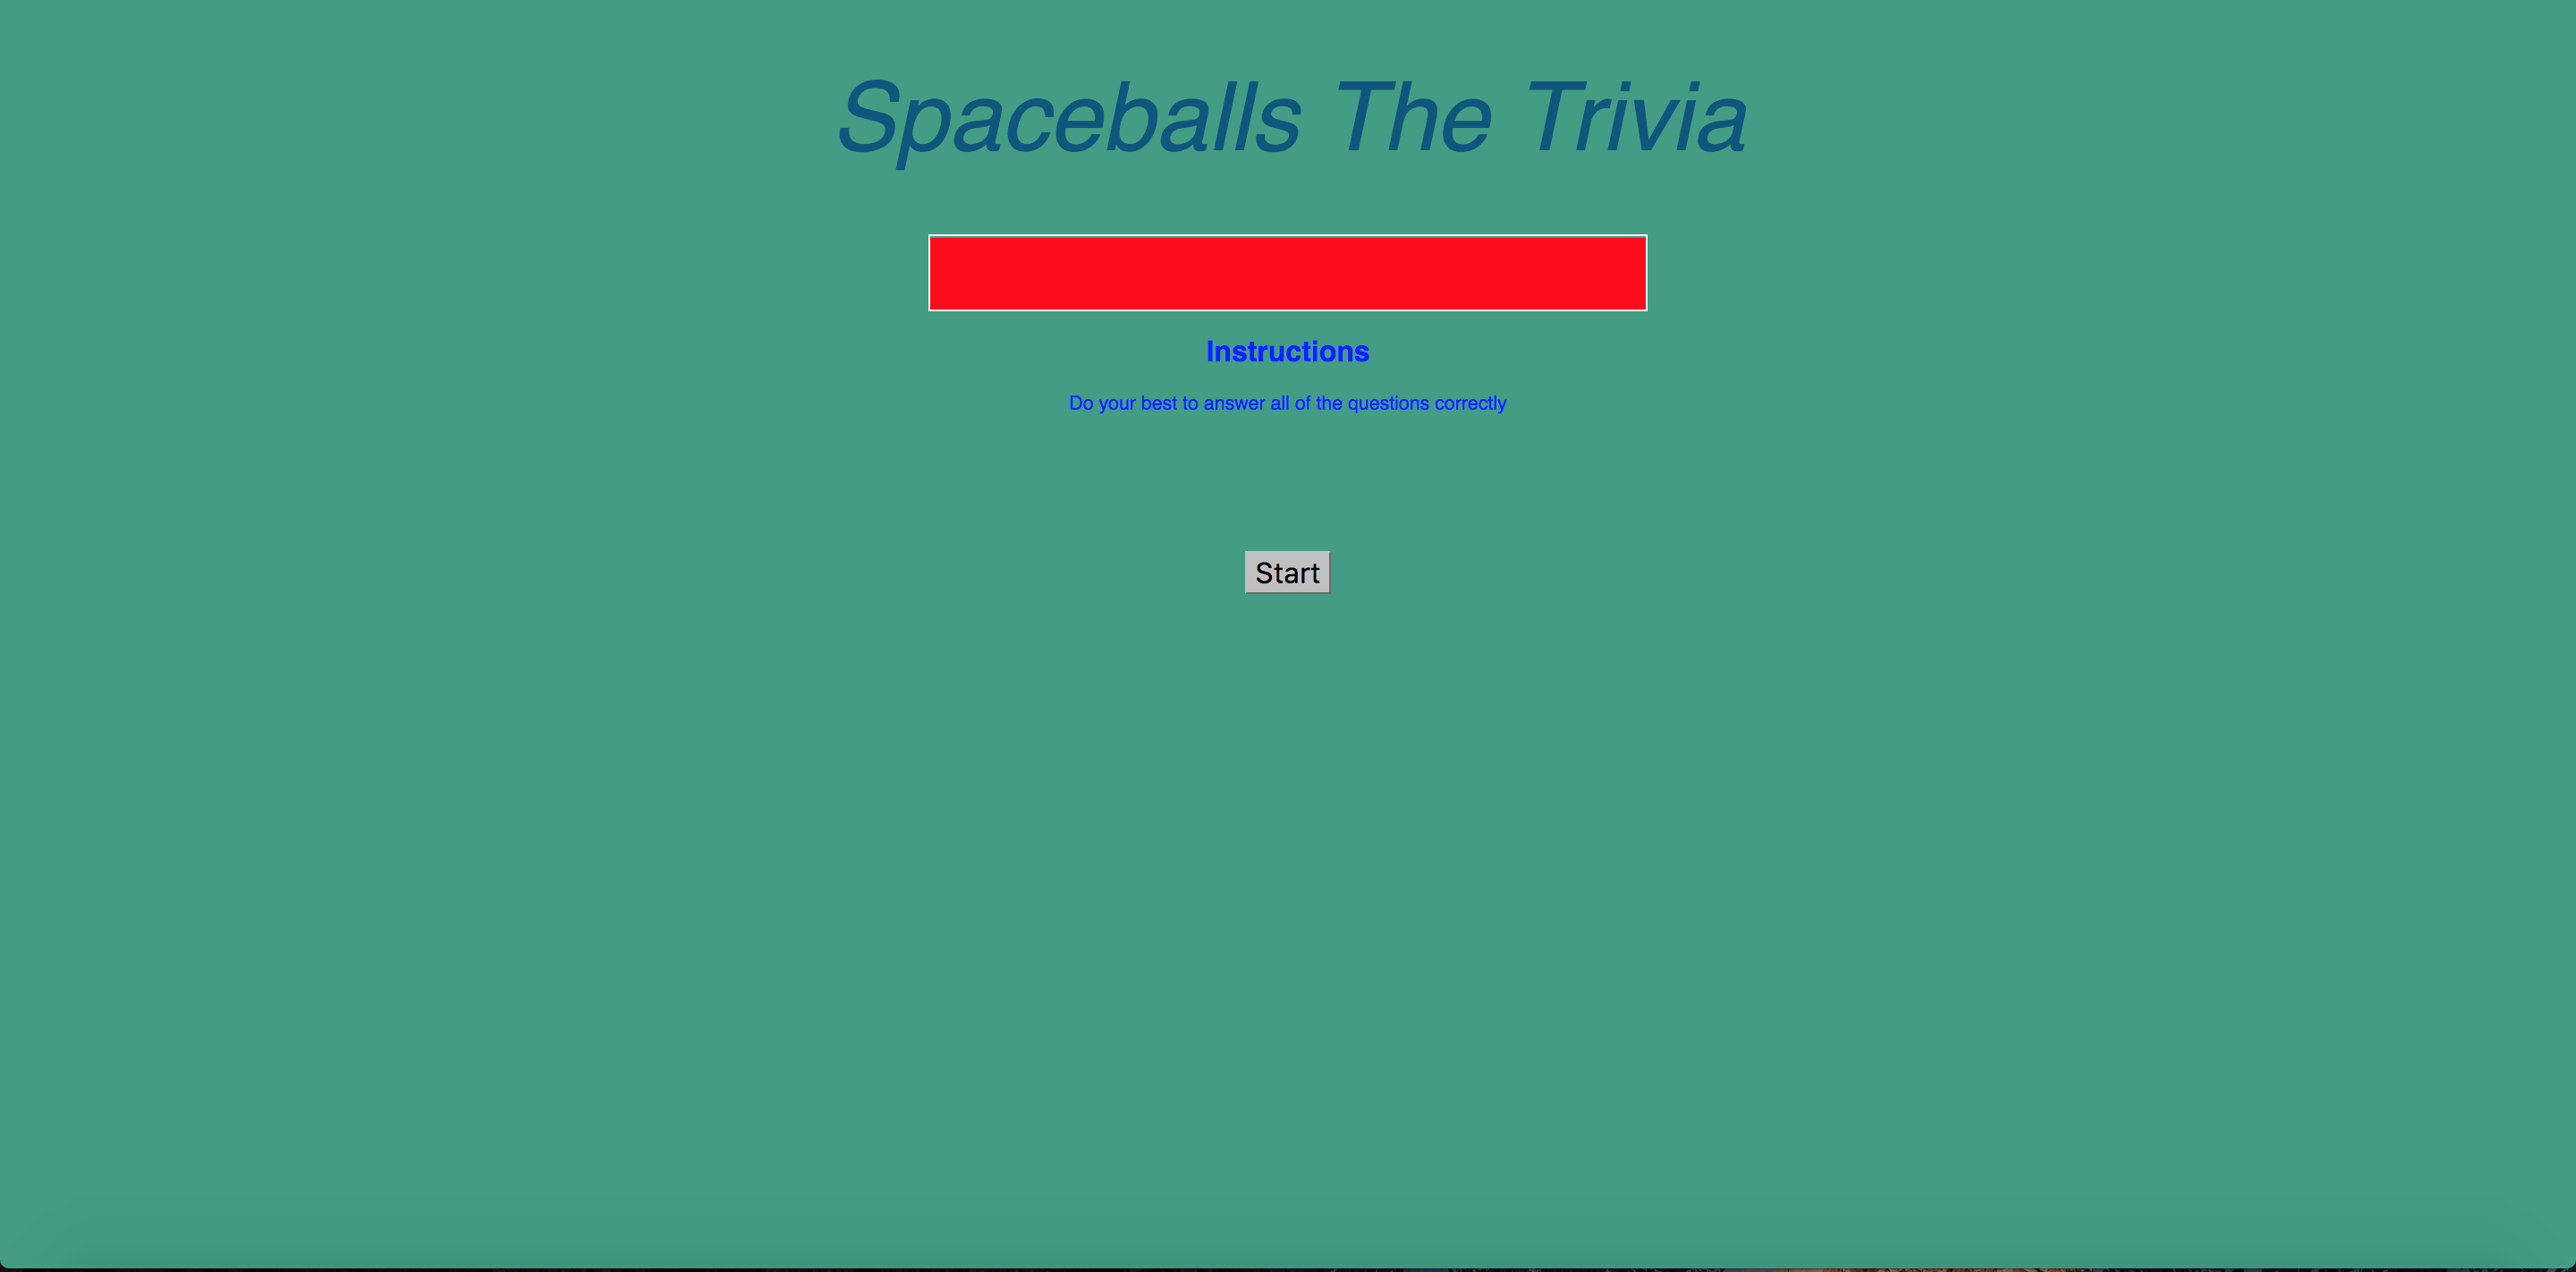 Spaceballs The Trivia
Instructions
Do your best to answer all of the questions correctly
Start